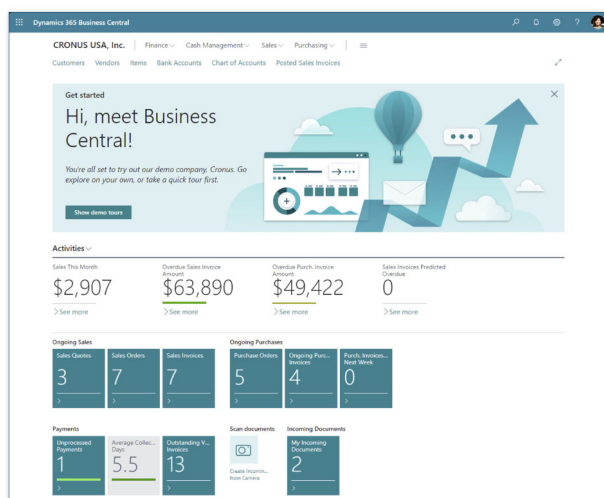 Dynamics 365 Business Central
?
CRONUS USA, Inc. Finance Cash Management Sales Purchasing
Customers Vendors Items Bank Accounts Chart of Accounts Posted Sales Invoices
Get started
Hi, meet Business
Central!
You're all set to try out our demo company, Cronus. Go
explore on your own, or take a quick tour first.
Show demo tours
Activities
Sales This Month
$2,907
>See more
Overdue Sales Invoice
Amount
$63,890
>See more
Overdue Purch. Invoice
Amount
$49,422
>See more
Sales Invoices Predicted
Overdue
0
>See more
Ongoing Sales
Sales Quotes
3
Sales Orders
7
Sales Invoices
7
Ongoing Purchases
Purchase Orders
5
Ongoing Purc...
Invoices
4
Purch. Invoices...
Next Week
0
Payments
Unprocessed
Payments
1
Average Collec...
Days
5.5
Outstanding V...
Invoices
13
Scan documents
Create Incomin...
from Camera
Incoming Documents
My Incoming
Documents
2